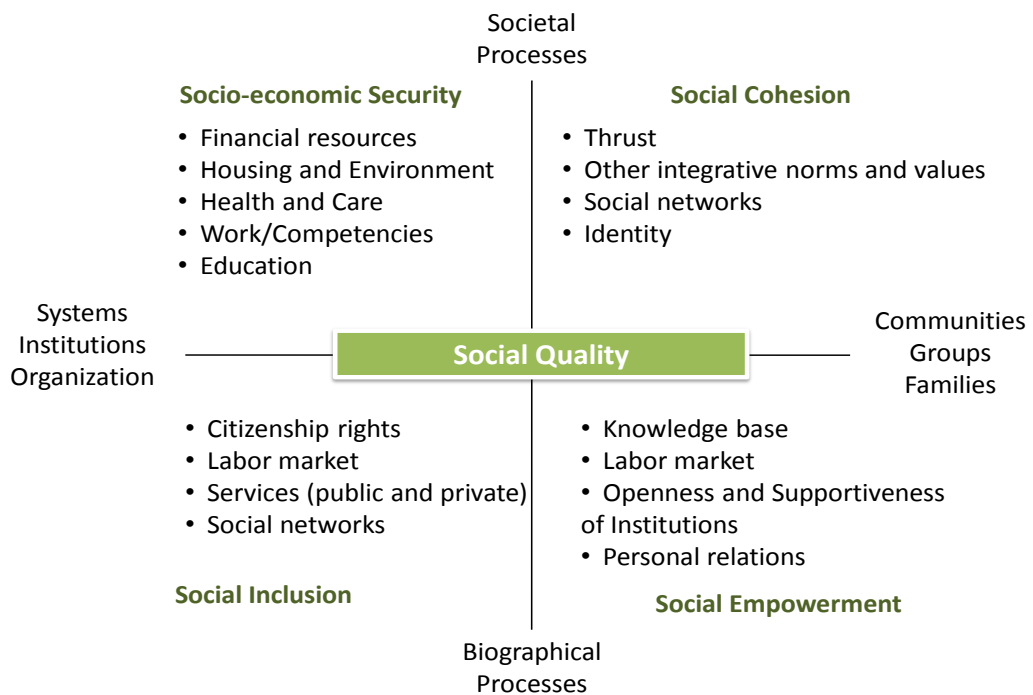 Societal
Processes
Socio-economic Security
• Financial resources
• Housing and Environment
• Health and Care
• Work/Competencies
• Education
Social Cohesion
• Thrust
• Other integrative norms and values
• Social networks
• Identity
Systems
Institutions
Organization
Social Quality
Communities
Groups
Families
• Citizenship rights
• Labor market
• Services (public and private)
• Social networks
Social Inclusion
• Knowledge base
• Labor market
• Openness and Supportiveness
of Institutions
• Personal relations
Social Empowerment
Biographical
Processes